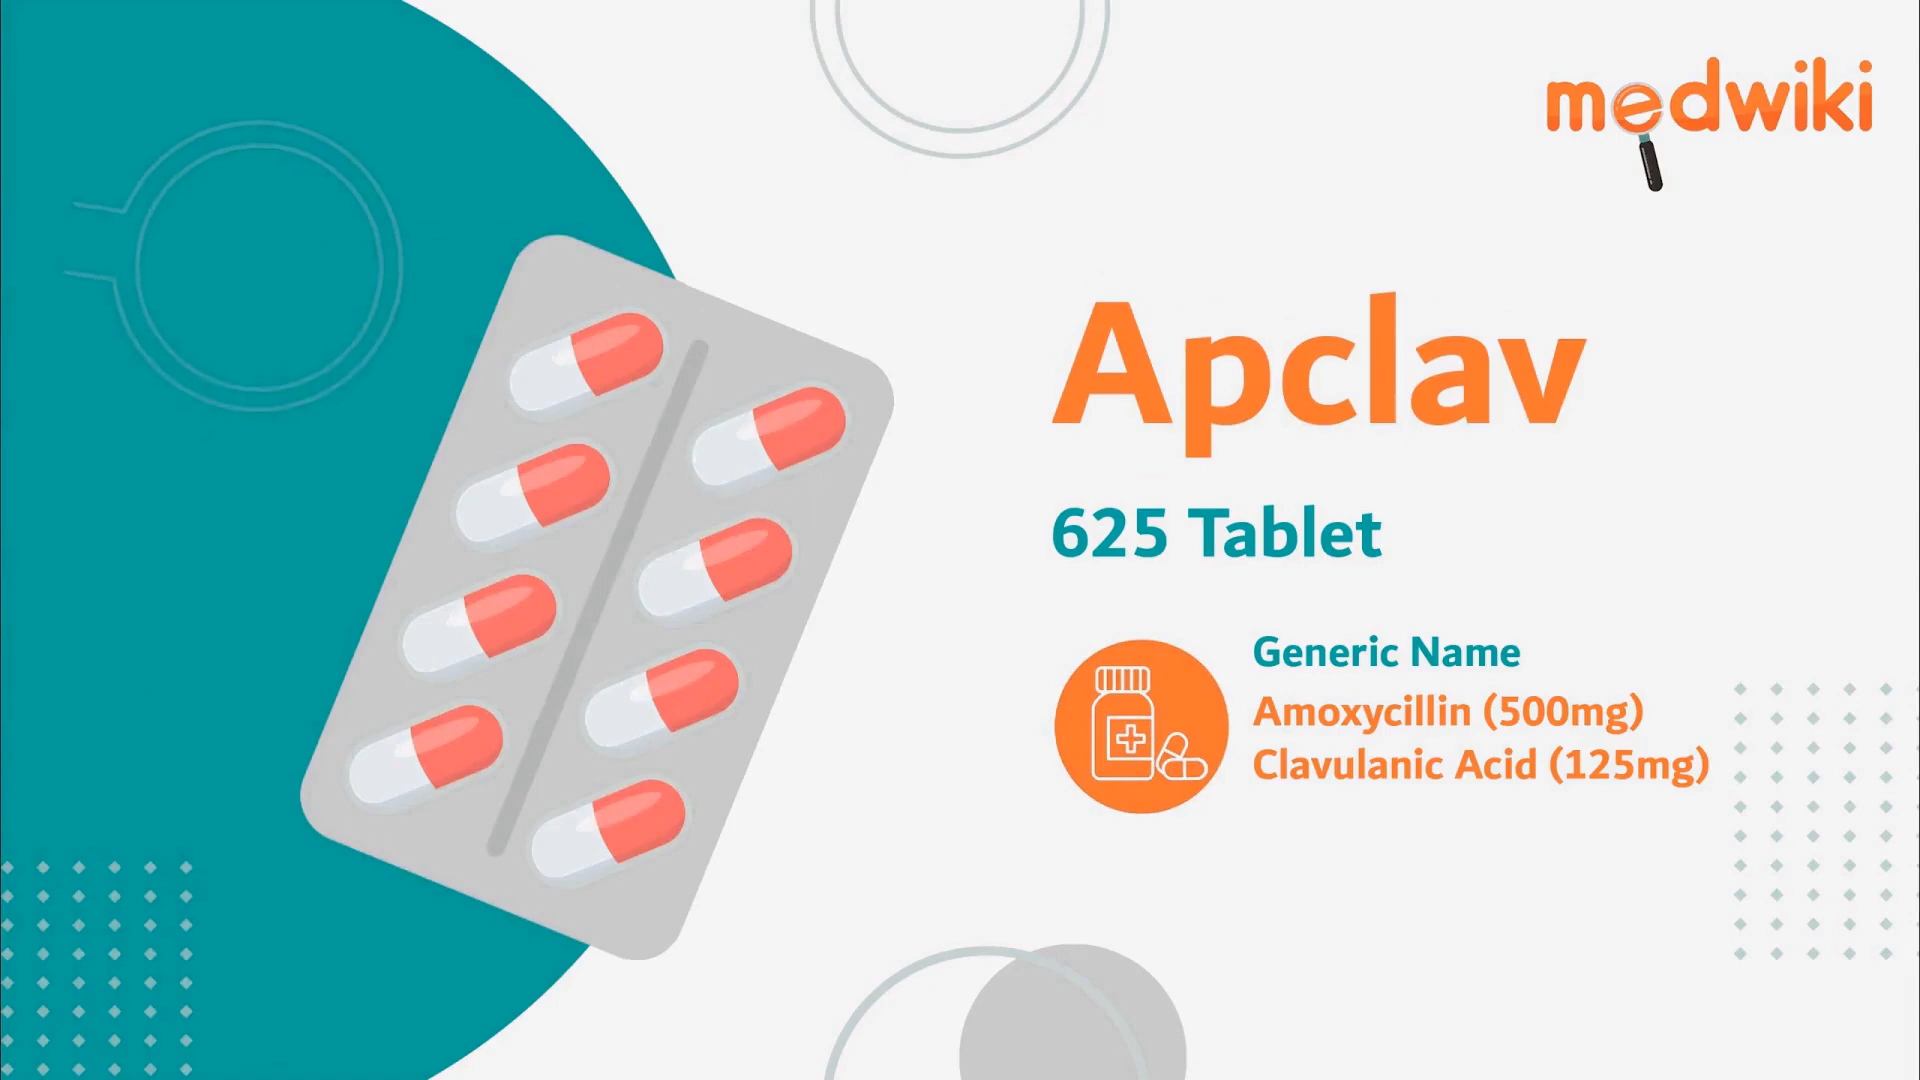 medwiki
Apclav
625 Tablet
Generic Name
Amoxycillin (500mg)
Clavulanic Acid (125mg)